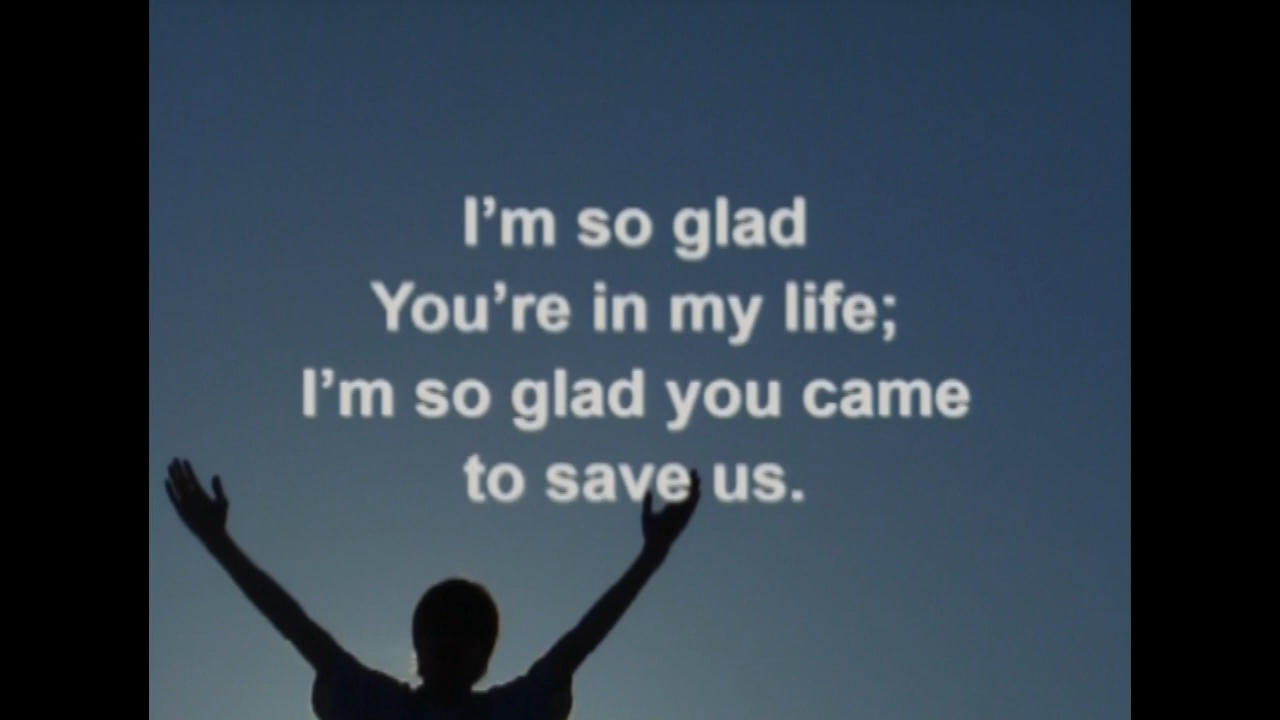 I’m so glad
You’re in my life;
I’m so glad you came
to save us.